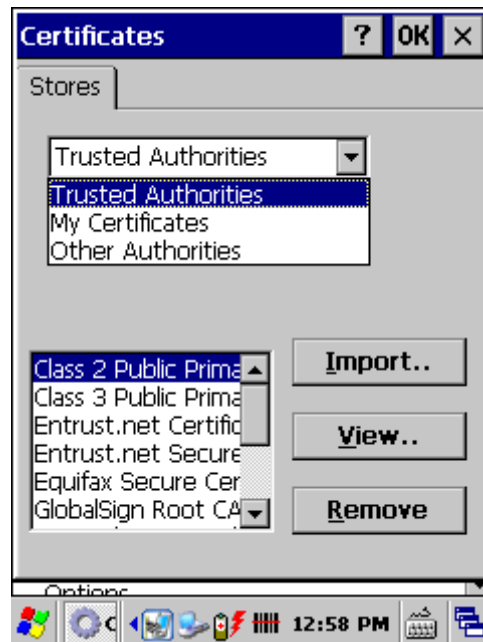 Certificates ? OK ×
Stores
Trusted Authorities
Trusted Authorities
My Certificates
Other Authorities
Class 2 Public Prima
Class 3 Public Prima
Entrust.net Certific
Entrust.net Secure
Equifax Secure Cer
GlobalSign Root CA
Import..
View..
Remove
Options
12:58 PM